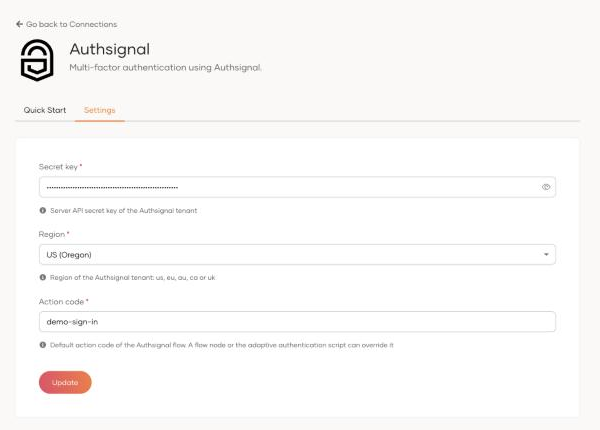 Go back to Connections
Authsignal
Multi-factor authentication using Authsignal.
Quick Start
Settings
Secret key *
Server API secret key of the Authsignal tenant
Region *
US (Oregon)
Region of the Authsignal tenant: us, eu, au, ca or uk
Action code *
demo-sign-in
Default action code of the Authsignal flow. A flow node or the adaptive authentication script can override it
Update